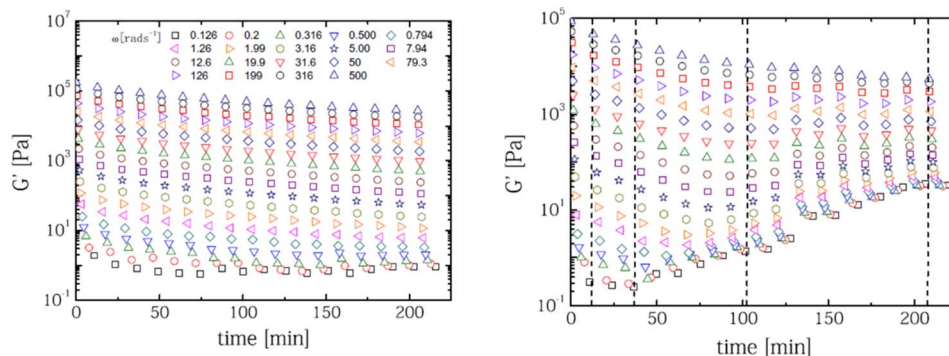 10⁷
10⁵
10³
10¹
10⁻¹
G' [Pa]
ω[rads⁻¹] 0.126 0.2 0.316 0.500 0.794
1.26 1.99 3.16 5.00 7.94
12.6 19.9 31.6 50 79.3
126 199 316 500
0 50 100 150 200
time [min]
10⁵
10³
10¹
10⁻¹
G' [Pa]
0 50 100 150 200
time [min]